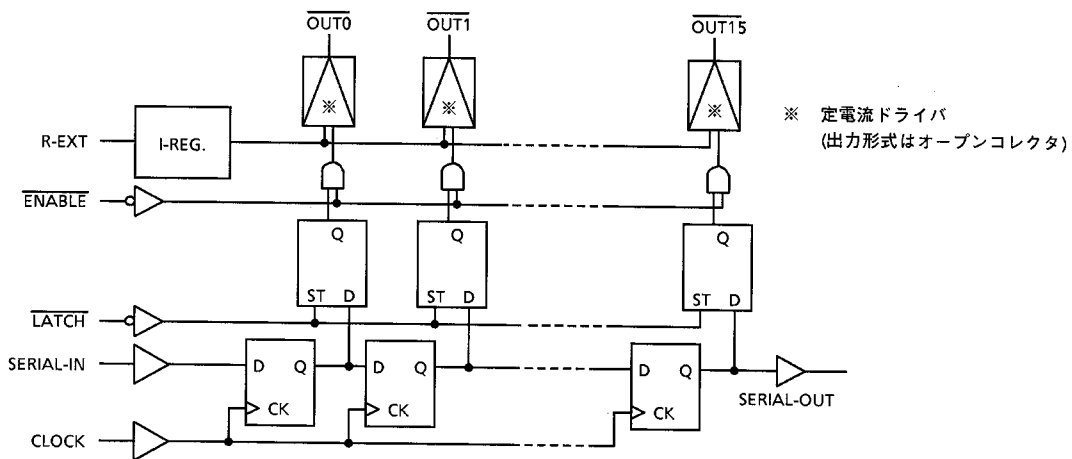 OUT0 OUT1 OUT15
※ ※ ※
※ 定電流ドライバ
(出力形式はオープンコレクタ)
R-EXT I-REG.
ENABLE
Q Q Q
ST D ST D ST D
LATCH
SERIAL-IN D Q D Q D Q
SERIAL-OUT
CK CK CK
CLOCK